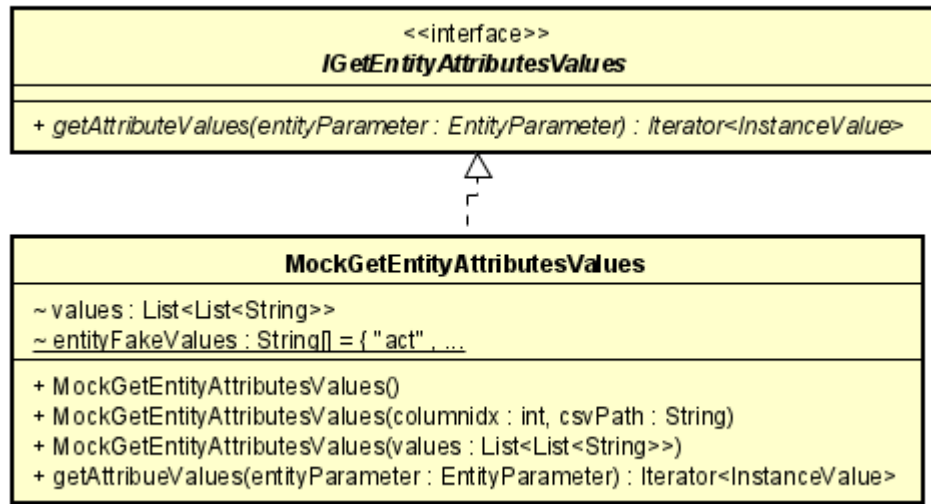 <<interface>>
IGetEntityAttributesValues
+ getAttributeValues(entityParameter : EntityParameter) : Iterator<InstanceValue>
MockGetEntityAttributesValues
~ values : List<List<String>>
~ entityFakeValues : String[] = { "act" , ...
+ MockGetEntityAttributesValues()
+ MockGetEntityAttributesValues(columnidx : int, csvPath : String)
+ MockGetEntityAttributesValues(values : List<List<String>>)
+ getAttribueValues(entityParameter : EntityParameter) : Iterator<InstanceValue>